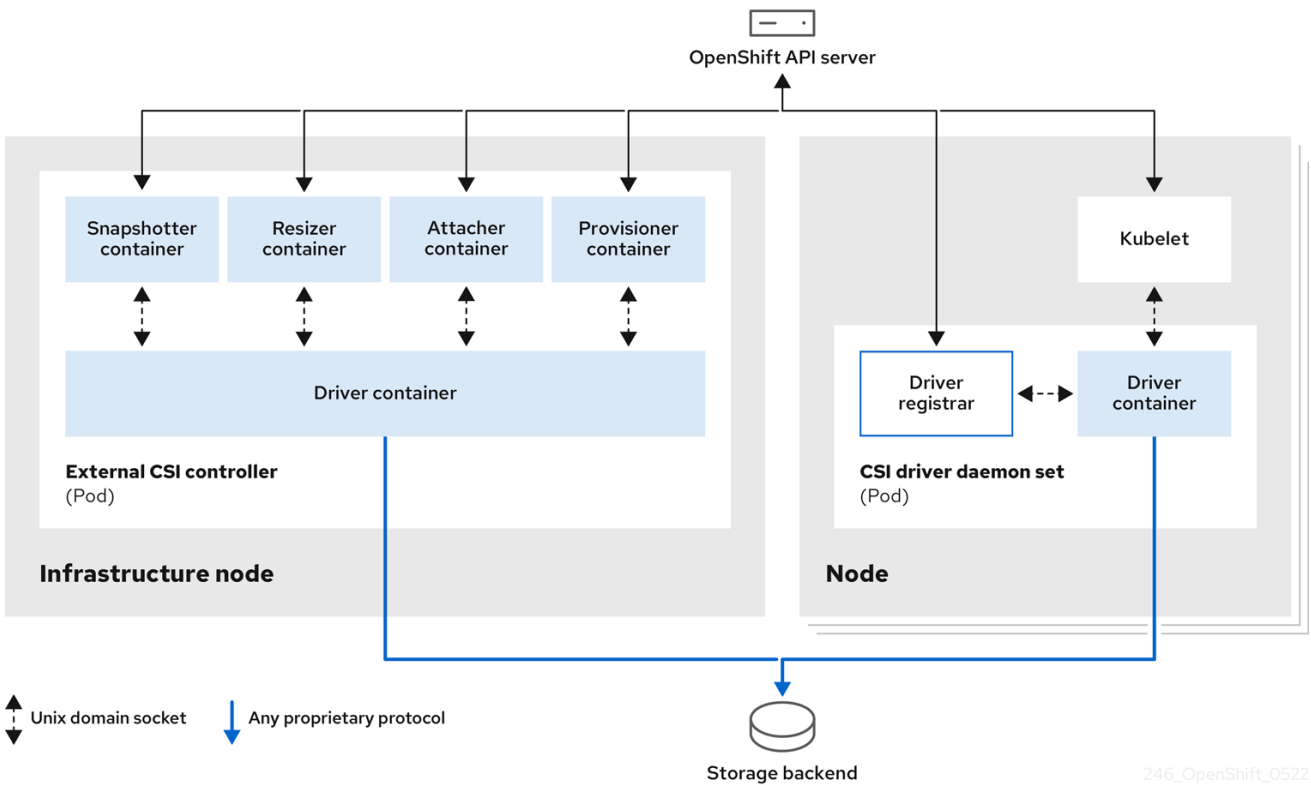 OpenShift API server
Snapshotter
container
Resizer
container
Attacher
container
Provisioner
container
Kubelet
Driver container
Driver
registrar
Driver
container
External CSI controller
(Pod)
CSI driver daemon set
(Pod)
Infrastructure node
Node
Unix domain socket
Any proprietary protocol
Storage backend
246_OpenShift_0522